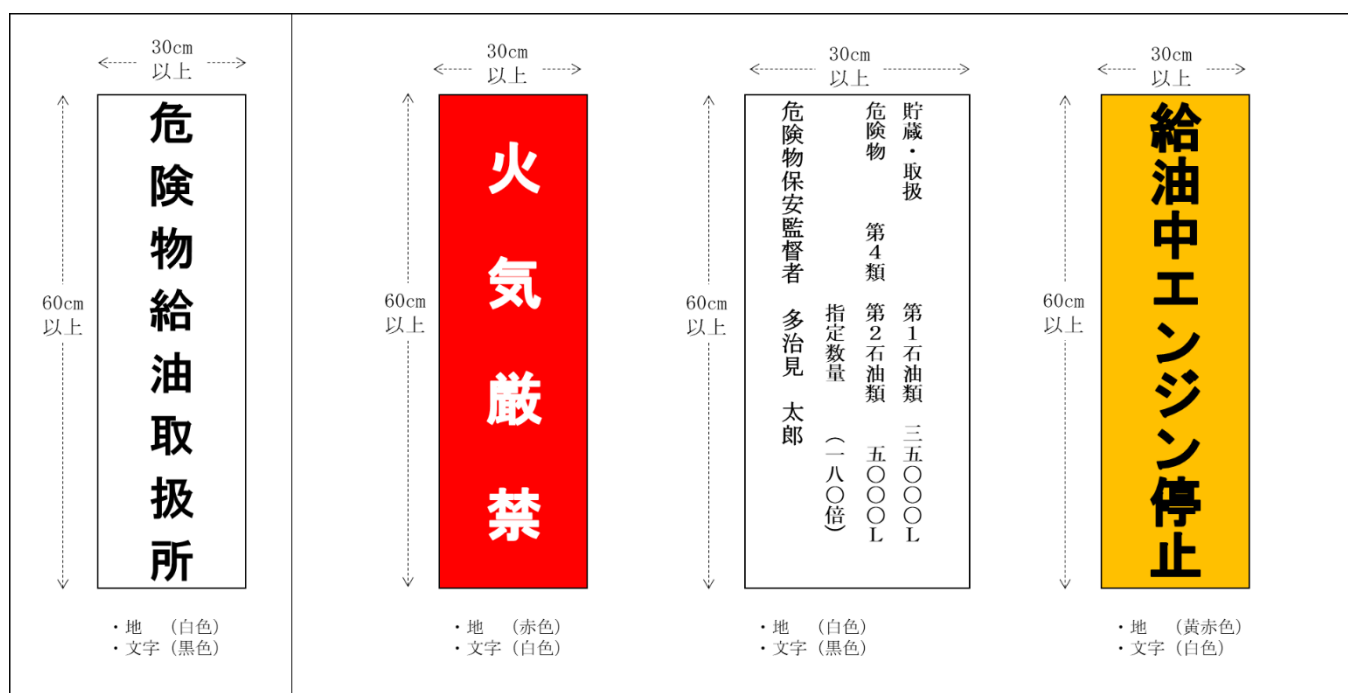 30cm
以上
60cm
以上
危険物給油取扱所
・地　（白色）
・文字（黒色）
30cm
以上
60cm
以上
火気厳禁
・地　（赤色）
・文字（白色）
30cm
以上
60cm
以上
貯蔵・取扱　第１石油類　三五〇〇〇Ｌ
危険物　第４類　第２石油類　五〇〇〇Ｌ
指定数量　（一八〇倍）
危険物保安監督者　多治見　太郎
・地　（白色）
・文字（黒色）
30cm
以上
60cm
以上
給油中エンジン停止
・地　（黄赤色）
・文字（白色）